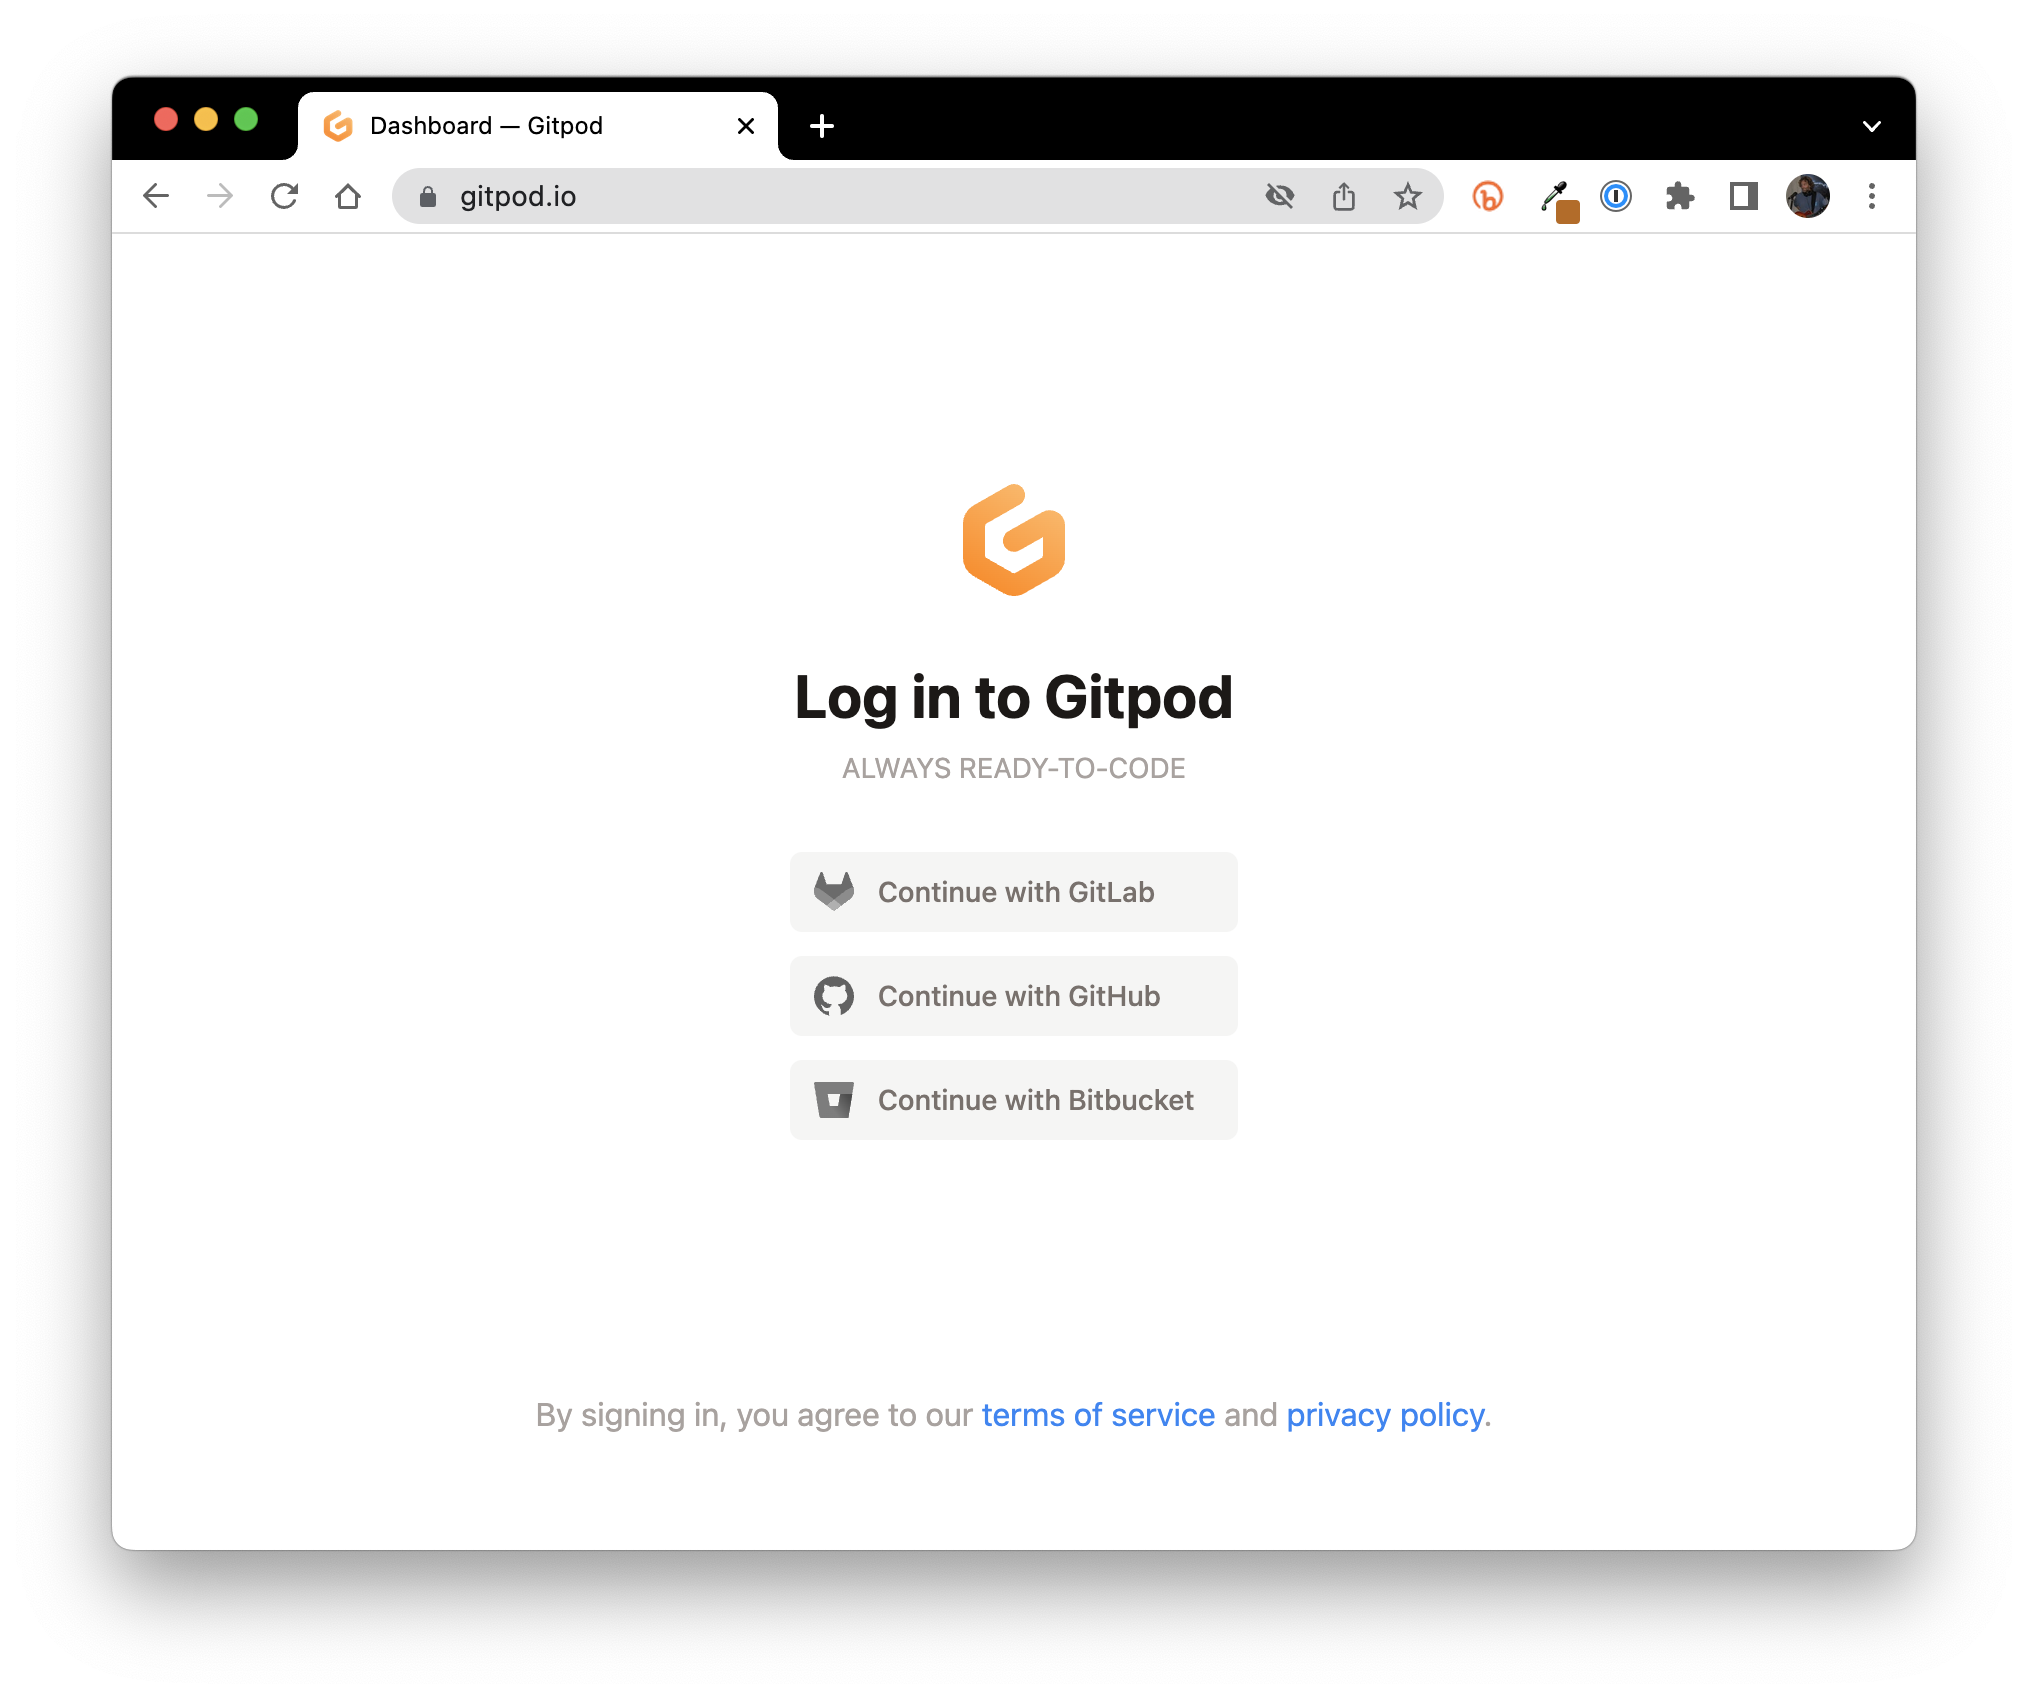 Dashboard — Gitpod
gitpod.io
Log in to Gitpod
ALWAYS READY-TO-CODE
Continue with GitLab
Continue with GitHub
Continue with Bitbucket
By signing in, you agree to our terms of service and privacy policy.